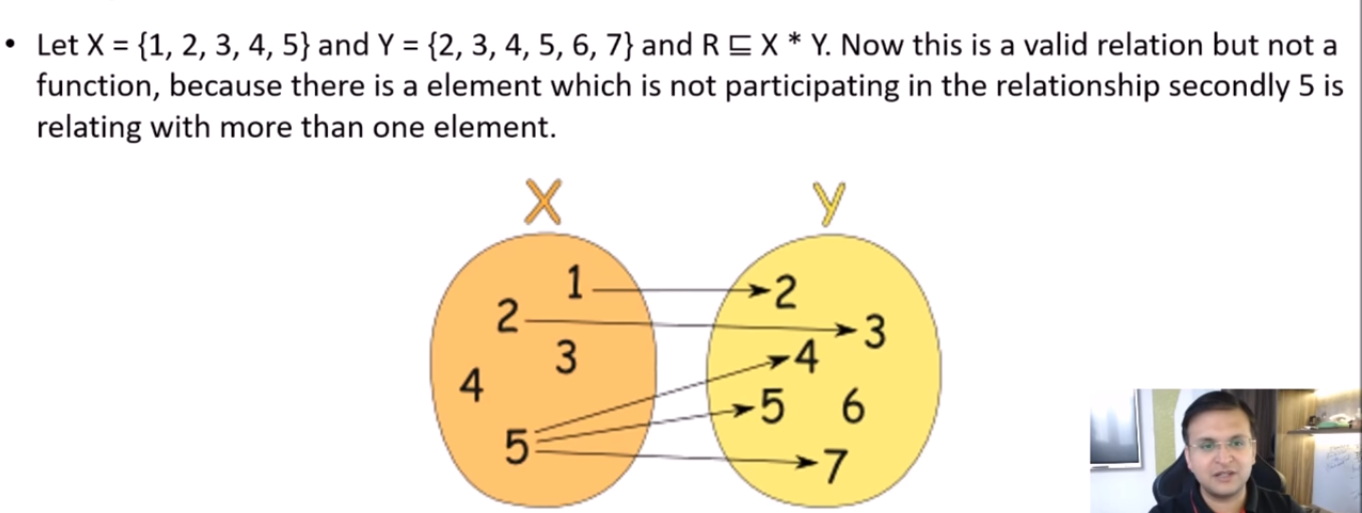 • Let X = {1, 2, 3, 4, 5} and Y = {2, 3, 4, 5, 6, 7} and R ⊑ X * Y. Now this is a valid relation but not a
function, because there is a element which is not participating in the relationship secondly 5 is
relating with more than one element.
X Y
1 2
2 3
3 4
4 5 6
5 7